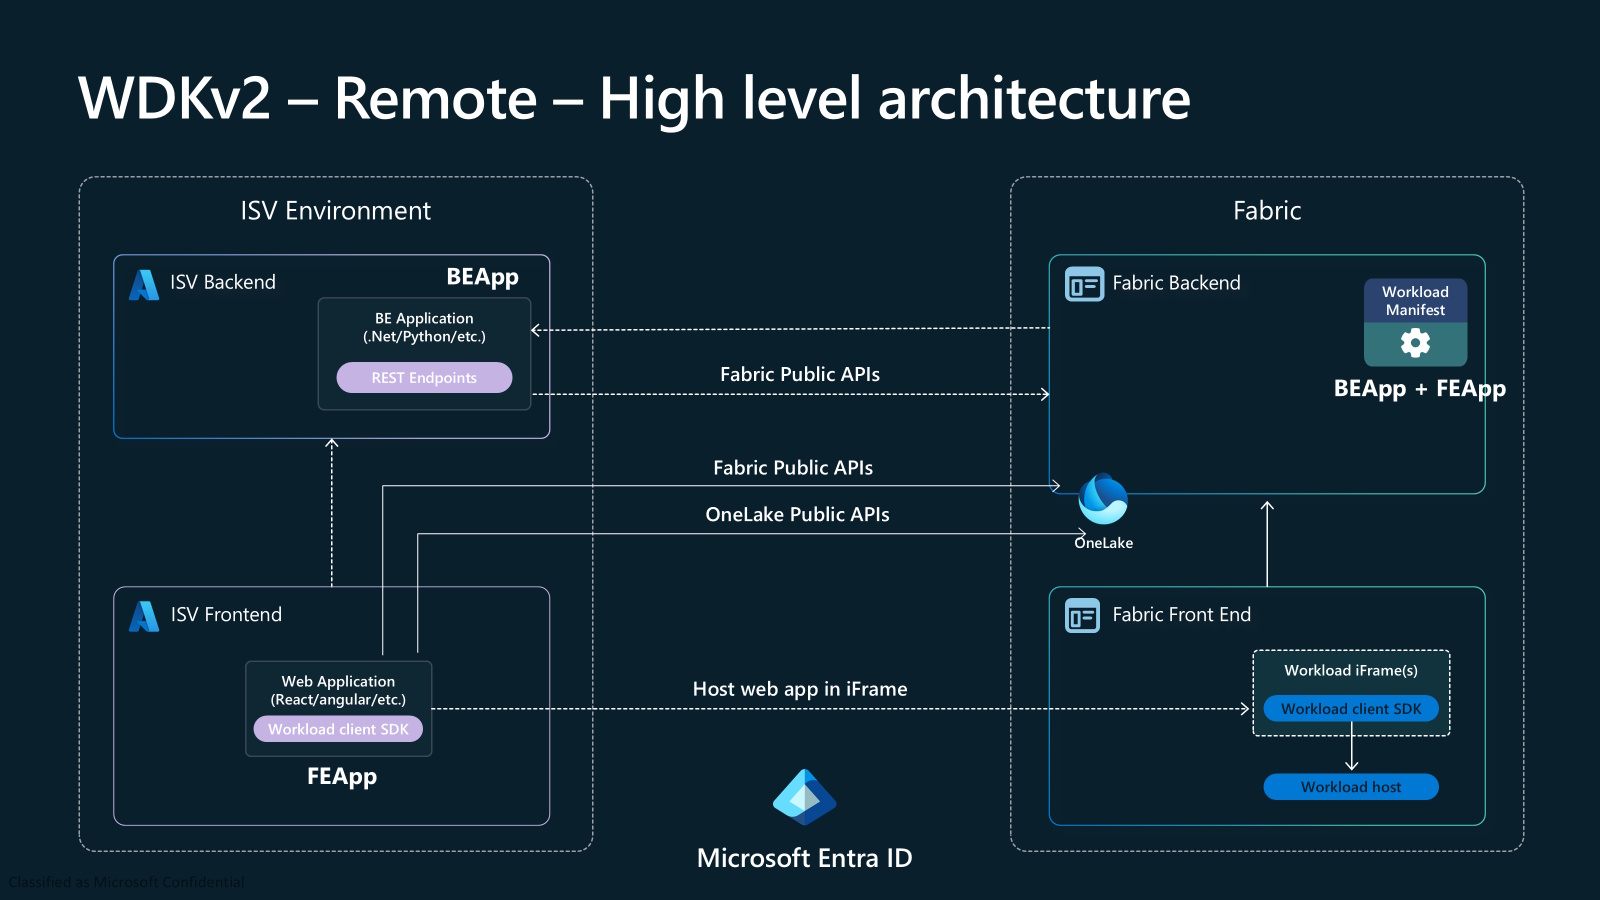 WDKv2 – Remote – High level architecture
ISV Environment
ISV Backend
BEApp
BE Application
(.Net/Python/etc.)
REST Endpoints
Fabric Public APIs
Fabric Public APIs
OneLake Public APIs
ISV Frontend
Web Application
(React/angular/etc.)
Workload client SDK
FEApp
Host web app in iFrame
Microsoft Entra ID
Fabric
Fabric Backend
Workload
Manifest
BEApp + FEApp
OneLake
Fabric Front End
Workload iFrame(s)
Workload client SDK
Workload host
Classified as Microsoft Confidential